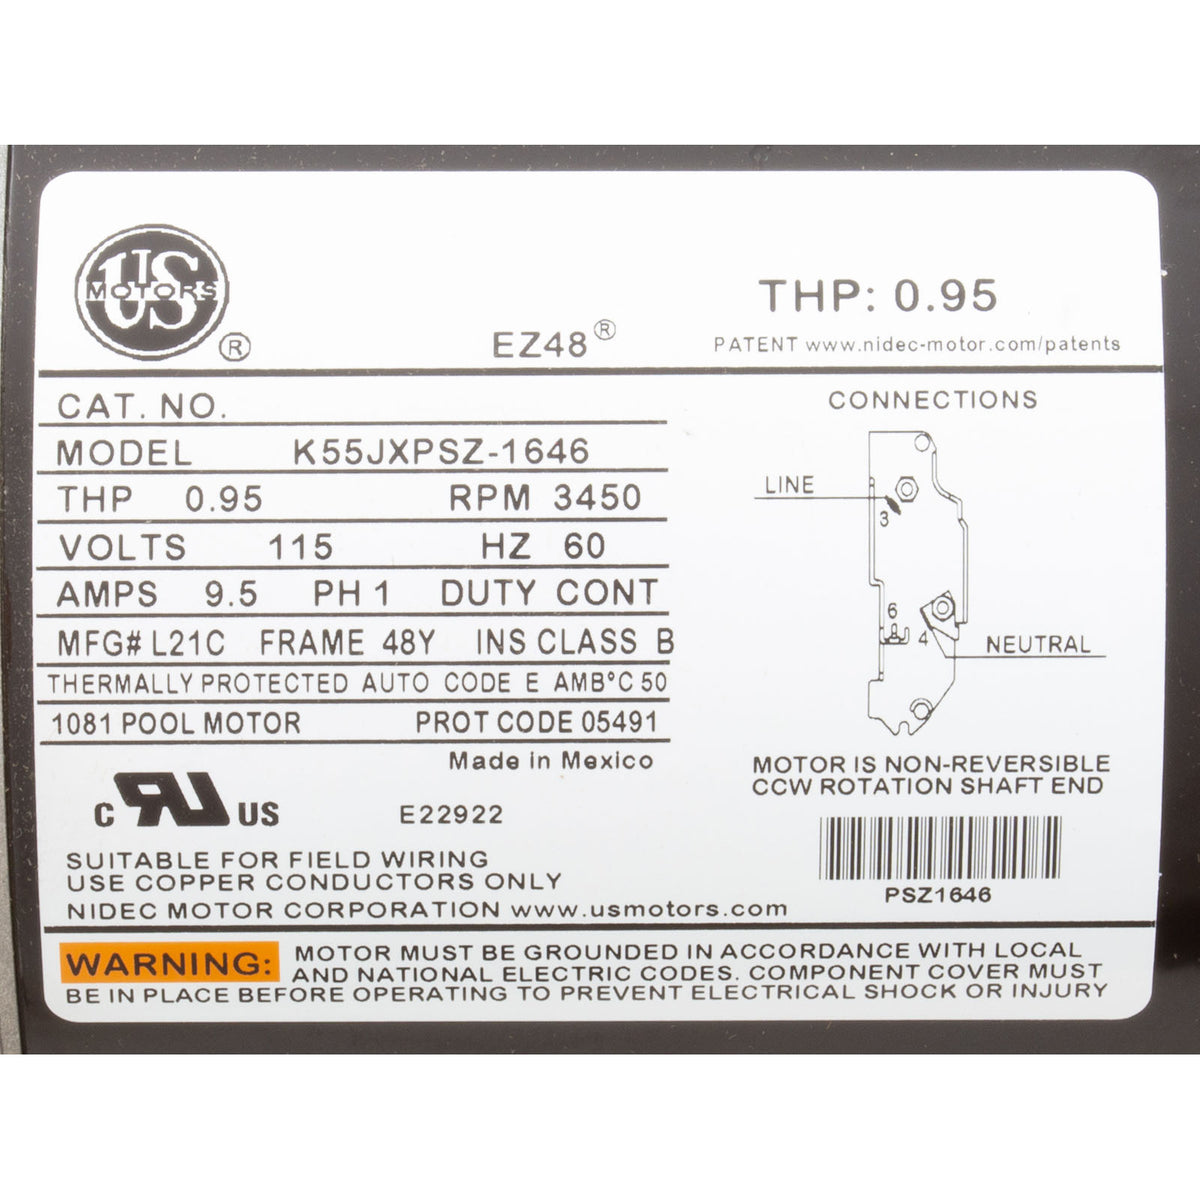 US
MOTORS
®
EZ48®
THP: 0.95
PATENT www.nidec-motor.com/patents
CAT. NO.
MODEL K55JXPSZ-1646
THP 0.95 RPM 3450
VOLTS 115 HZ 60
AMPS 9.5 PH 1 DUTY CONT
MFG# L21C FRAME 48Y INS CLASS B
THERMALLY PROTECTED AUTO CODE E AMB°C 50
1081 POOL MOTOR PROT CODE 05491
Made in Mexico
c RU US E22922
SUITABLE FOR FIELD WIRING
USE COPPER CONDUCTORS ONLY
NIDEC MOTOR CORPORATION www.usmotors.com
CONNECTIONS
LINE
3
6
4
NEUTRAL
MOTOR IS NON-REVERSIBLE
CCW ROTATION SHAFT END
PSZ1646
WARNING: MOTOR MUST BE GROUNDED IN ACCORDANCE WITH LOCAL
AND NATIONAL ELECTRIC CODES. COMPONENT COVER MUST
BE IN PLACE BEFORE OPERATING TO PREVENT ELECTRICAL SHOCK OR INJURY